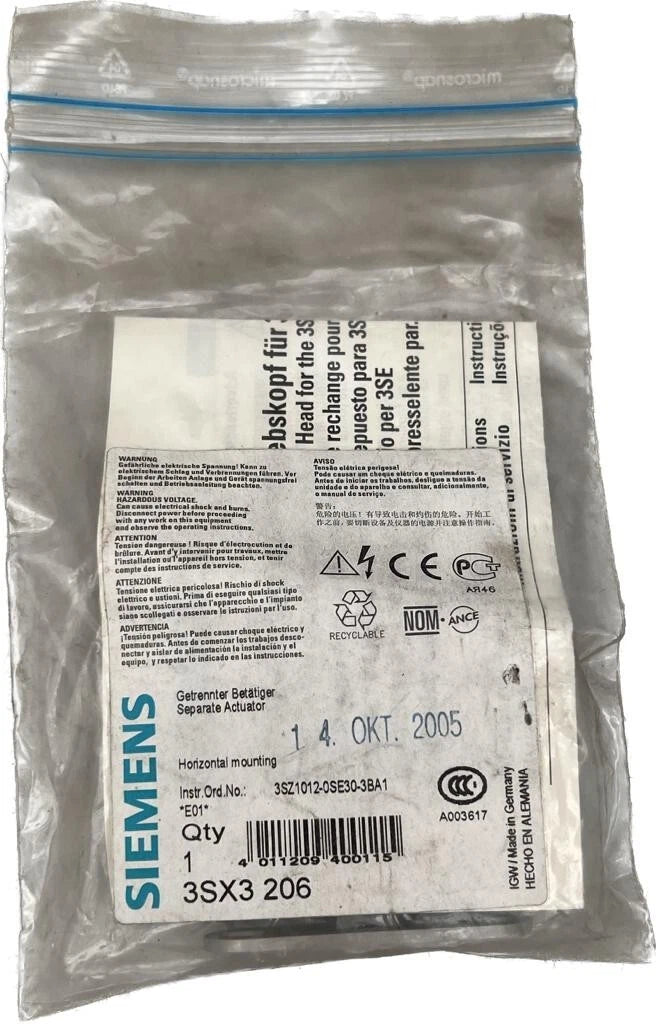 microsnap®
microsnap®
ebskopf für 3
Head for the 3S
e rechange pour
epuesto para 3S
o per 3SE
presselente par
Instructi
Instruçõ
ions
WARNUNG
Gefährliche elektrische Spannung! Kann zu
elektrischem Schlag und Verbrennungen führen. Vor
Beginn der Arbeiten Anlage und Gerät spannungsfrei
schalten und Betriebsanleitung beachten.
WARNING
HAZARDOUS VOLTAGE.
Can cause electrical shock and burns.
Disconnect power before proceeding
with any work on this equipment
and observe the operating instructions.
ATTENTION
Tension dangereuse ! Risque d'électrocution et de
brûlure. Avant d'y intervenir pour travaux, mettre
l'installation ou l'appareil hors tension, et tenir
compte des instructions de service.
ATTENZIONE
Tensione elettrica pericolosa! Rischio di shock
elettrico e ustioni. Prima di eseguire qualsiasi tipo
di lavoro, assicurarsi che l'apparecchio e l'impianto
siano scollegati e osservare le istruzioni per l'uso.
ADVERTENCIA
¡Tensión peligrosa! Puede causar choque eléctrico y
quemaduras. Antes de comenzar los trabajos desco-
nectar y aislar de alimentación la instalación y el
equipo, y respetar lo indicado en las instrucciones.
AVISO
Tensão elétrica perigosa!
Pode causar um choque elétrico e queimaduras.
Antes de iniciar os trabalhos, desligue a tensão da
unidade e do aparelho e consultar, adicionalmente,
o manual de serviço.
警告:
危险的电压! 有导致电击和灼伤的危险。开始工
作之前, 要切断设备及仪器的电源并注意操作指南。
CE
АЯ46
RECYCLABLE
NOM-ANCE
SIEMENS
Getrennter Betätiger
Separate Actuator
14. OKT. 2005
Horizontal mounting
Instr.Ord.No.: 3SZ1012-0SE30-3BA1
*E01*
CCC
A003617
Qty
1
4 011209 400115
3SX3 206
IGW / Made in Germany
HECHO EN ALEMANIA